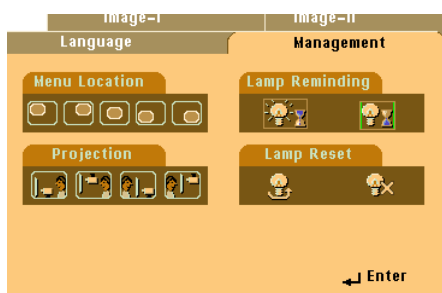 Image-I Image-II
Language Management
Menu Location Lamp Reminding
Projection Lamp Reset
Enter